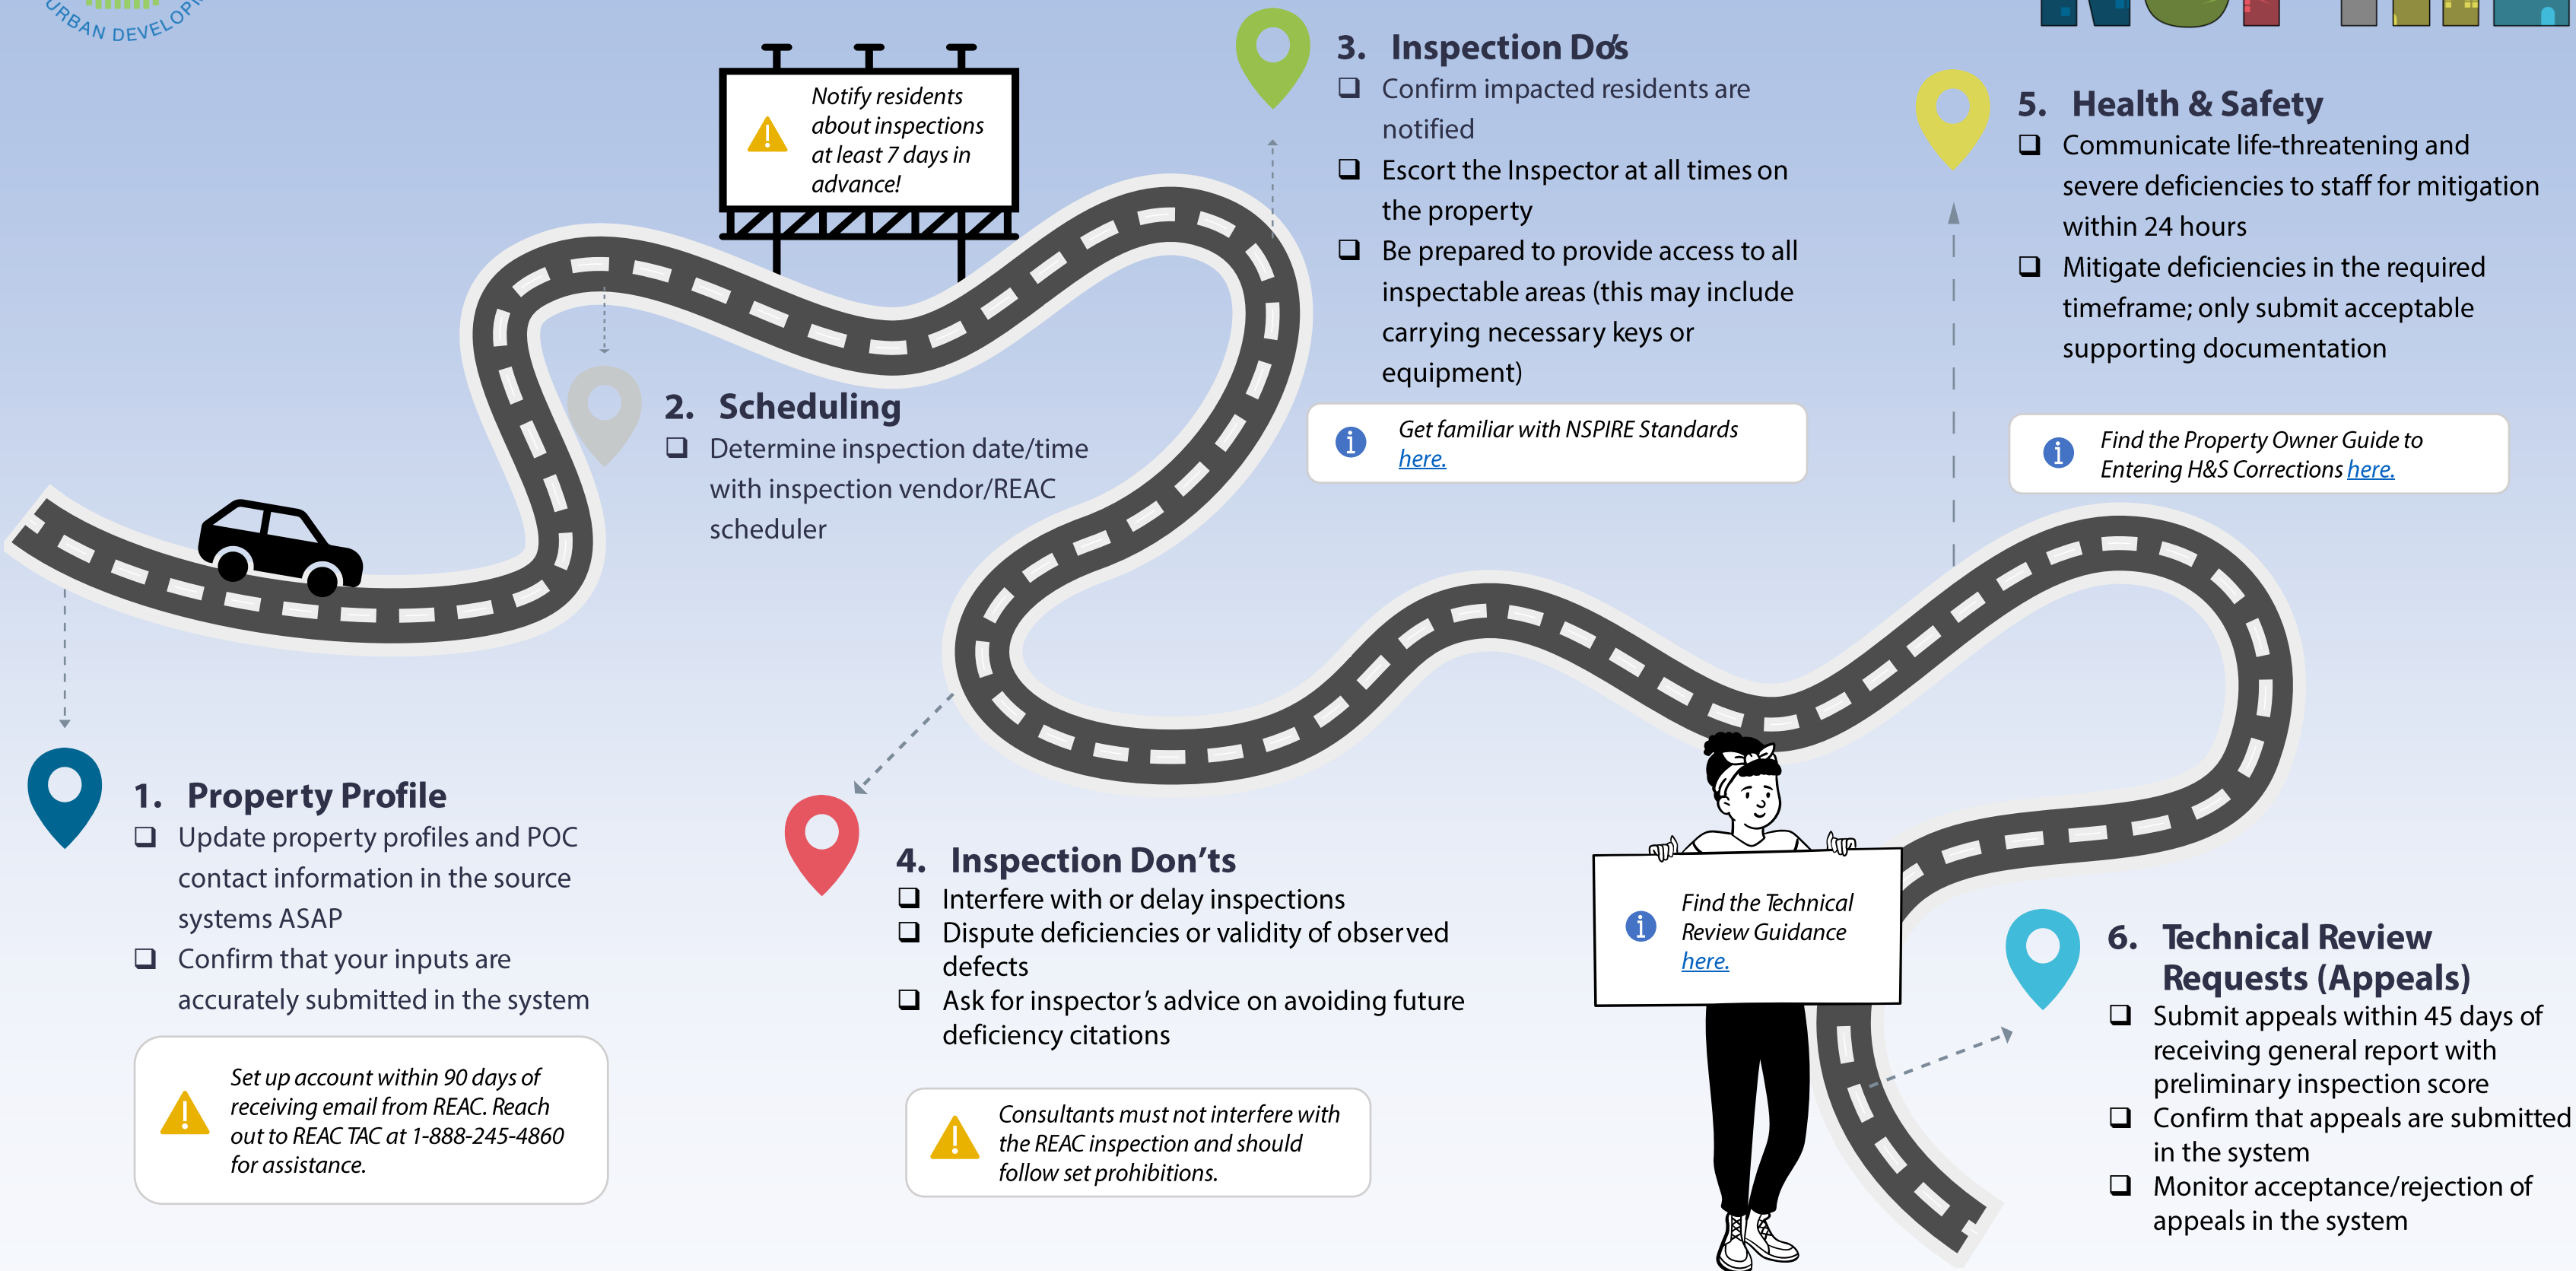 URBAN DEVELOP
Notify residents
about inspections
at least 7 days in
advance!
1. Property Profile
❑ Update property profiles and POC
contact information in the source
systems ASAP
❑ Confirm that your inputs are
accurately submitted in the system
Set up account within 90 days of
receiving email from REAC. Reach
out to REAC TAC at 1-888-245-4860
for assistance.
2. Scheduling
❑ Determine inspection date/time
with inspection vendor/REAC
scheduler
3. Inspection Do's
❑ Confirm impacted residents are
notified
❑ Escort the Inspector at all times on
the property
❑ Be prepared to provide access to all
inspectable areas (this may include
carrying necessary keys or
equipment)
Get familiar with NSPIRE Standards
here.
4. Inspection Don'ts
❑ Interfere with or delay inspections
❑ Dispute deficiencies or validity of observed
defects
❑ Ask for inspector's advice on avoiding future
deficiency citations
Consultants must not interfere with
the REAC inspection and should
follow set prohibitions.
5. Health & Safety
❑ Communicate life-threatening and
severe deficiencies to staff for mitigation
within 24 hours
❑ Mitigate deficiencies in the required
timeframe; only submit acceptable
supporting documentation
Find the Property Owner Guide to
Entering H&S Corrections here.
Find the Technical
Review Guidance
here.
6. Technical Review
Requests (Appeals)
❑ Submit appeals within 45 days of
receiving general report with
preliminary inspection score
❑ Confirm that appeals are submitted
in the system
❑ Monitor acceptance/rejection of
appeals in the system